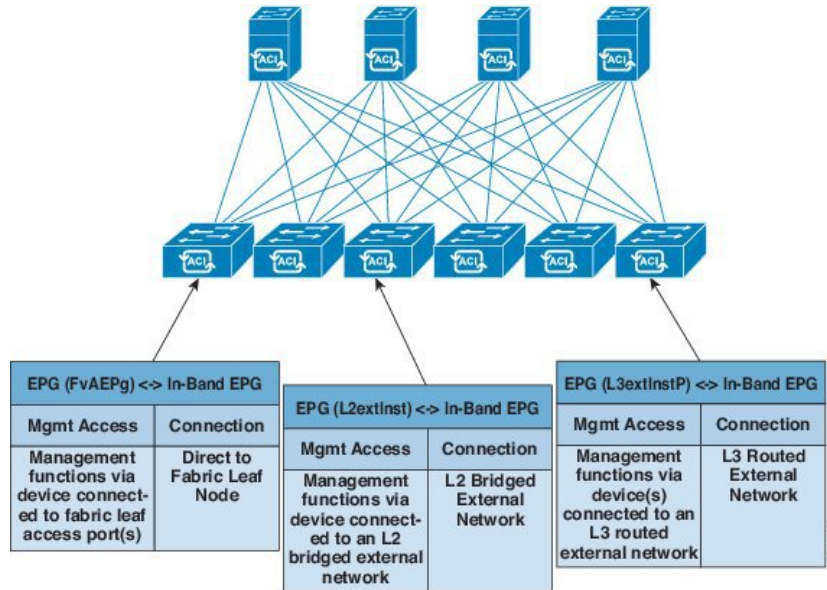 ACI
ACI
ACI
ACI
ACI
ACI
ACI
ACI
ACI
ACI
EPG (FvAEPg) <-> In-Band EPG
Mgmt Access
Connection
Management
functions via
device connect-
ed to fabric leaf
access port(s)
Direct to
Fabric Leaf
Node
EPG (L2extInst) <-> In-Band EPG
Mgmt Access
Connection
Management
functions via
device connect-
ed to an L2
bridged external
network
L2 Bridged
External
Network
EPG (L3extInstP) <-> In-Band EPG
Mgmt Access
Connection
Management
functions via
device(s)
connected to an
L3 routed
external network
L3 Routed
External
Network